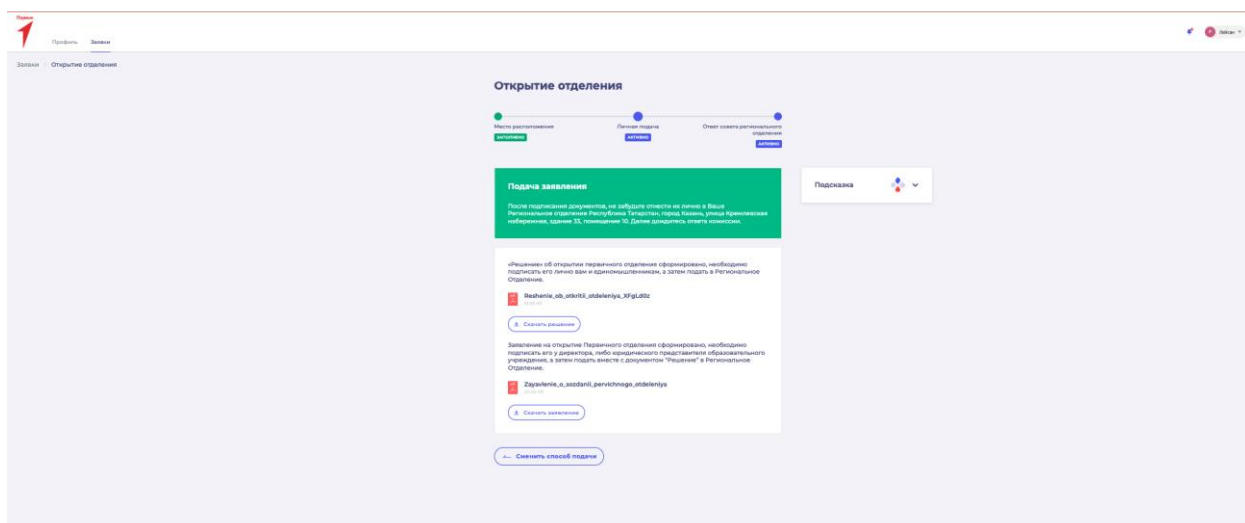 Профиль Заявки
Лейсан
Заявки / Открытие отделения
Открытие отделения
Место расположения
ЗАПОЛНЕНО
Личная подача
АКТИВНО
Ответ совета регионального
отделения
АКТИВНО
Подача заявления
После подписания документов, не забудьте отнести их лично в Ваше
Региональное отделение Республика Татарстан, город Казань, улица Кремлевская
набережная, здание 33, помещение 10. Далее дождитесь ответа комиссии.
Подсказка
«Решение» об открытии первичного отделения сформировано, необходимо
подписать его лично вам и единомышленникам, а затем подать в Региональное
Отделение.
Reshenie_ob_otkritii_otdeleniya_XFgLd0z
Скачать решение
Заявление на открытие Первичного отделения сформировано, необходимо
подписать его у директора, либо юридического представителя образовательного
учреждения, а затем подать вместе с документом "Решение" в Региональное
Отделение.
Zayavlenie_o_sozdanii_pervichnogo_otdeleniya
Скачать заявление
← Сменить способ подачи